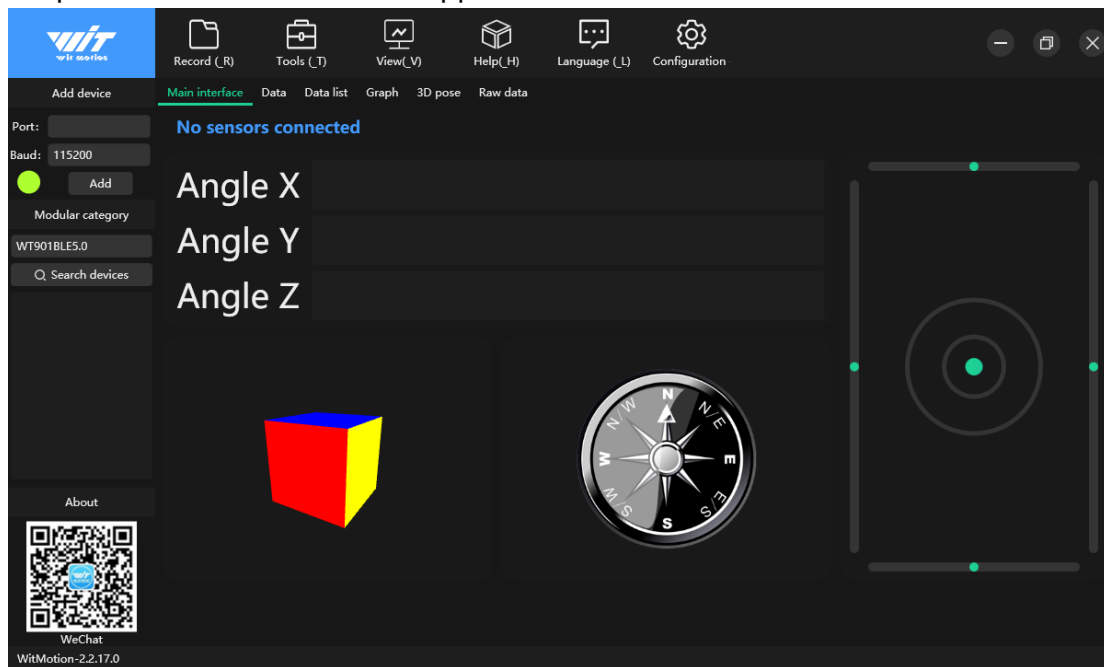 wit motion
Record (_R)
Tools (_T)
View(_V)
Help(_H)
Language (_L)
Configuration
Add device
Main interface
Data
Data list
Graph
3D pose
Raw data
Port:
No sensors connected
Baud:
115200
Add
Angle X
Modular category
WT901BLE5.0
Angle Y
Search devices
Angle Z
N/W
N
N/E
W
E
S/W
S
E/S
About
WeChat
WitMotion-2.2.17.0